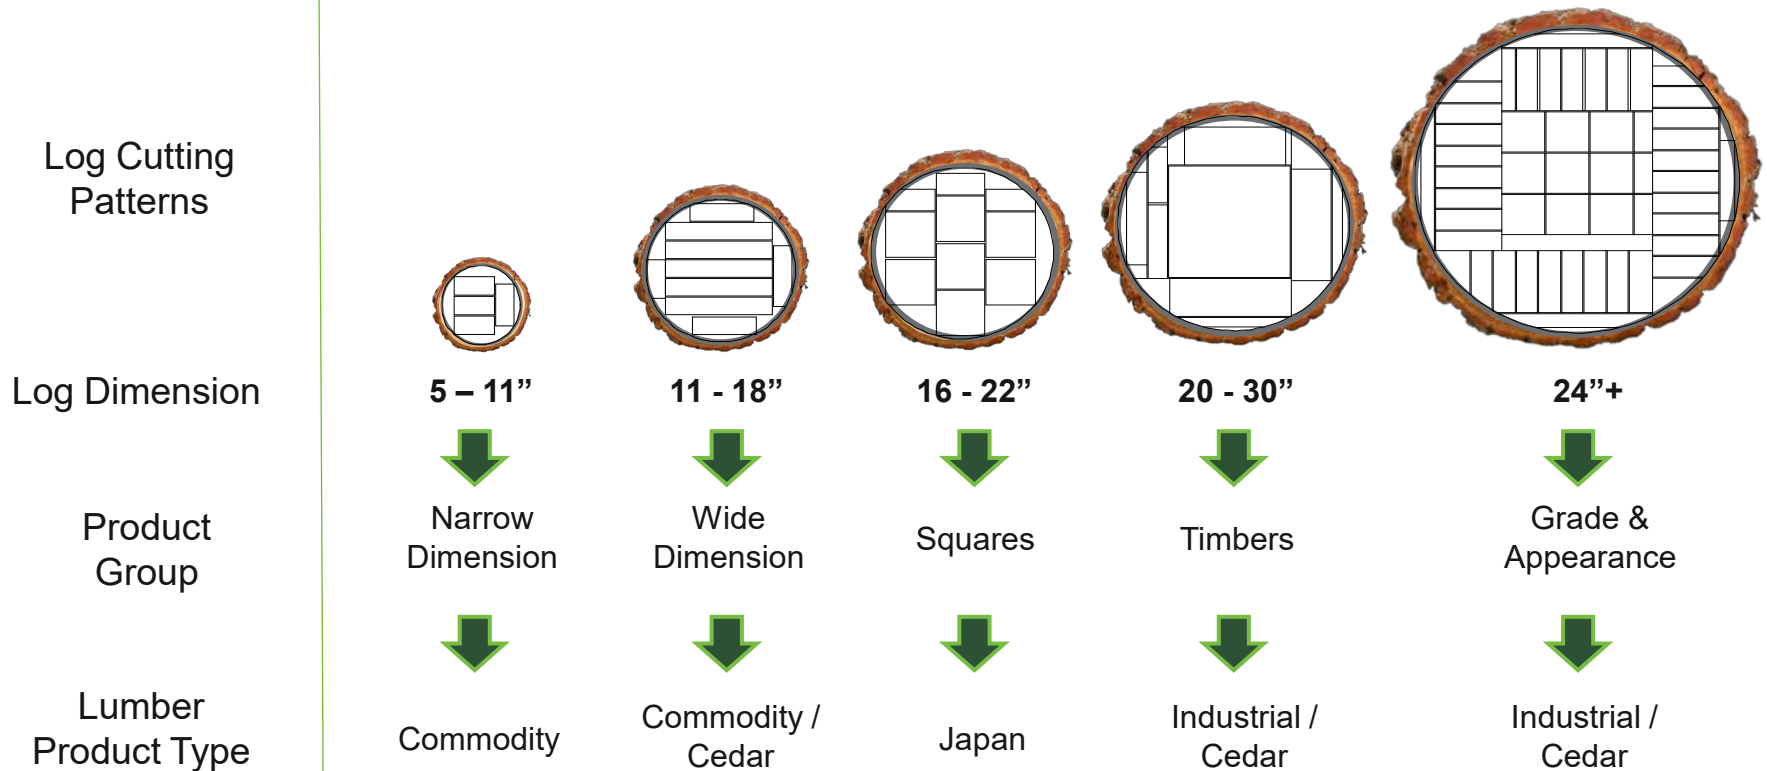 Log Cutting
Patterns
Log Dimension
5 – 11”
11 - 18”
16 - 22”
20 - 30”
24”+
Product
Group
Narrow
Dimension
Wide
Dimension
Squares
Timbers
Grade &
Appearance
Lumber
Product Type
Commodity
Commodity /
Cedar
Japan
Industrial /
Cedar
Industrial /
Cedar